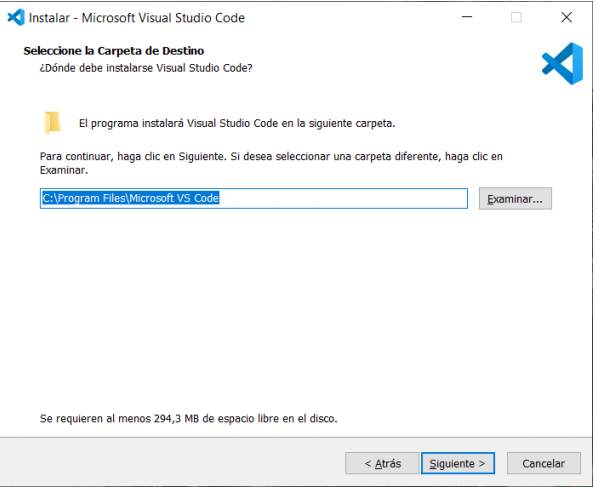 Instalar - Microsoft Visual Studio Code
Seleccione la Carpeta de Destino
¿Dónde debe instalarse Visual Studio Code?
El programa instalará Visual Studio Code en la siguiente carpeta.
Para continuar, haga clic en Siguiente. Si desea seleccionar una carpeta diferente, haga clic en
Examinar.
C:\Program Files\Microsoft VS Code
Examinar...
Se requieren al menos 294,3 MB de espacio libre en el disco.
< Atrás
Siguiente >
Cancelar